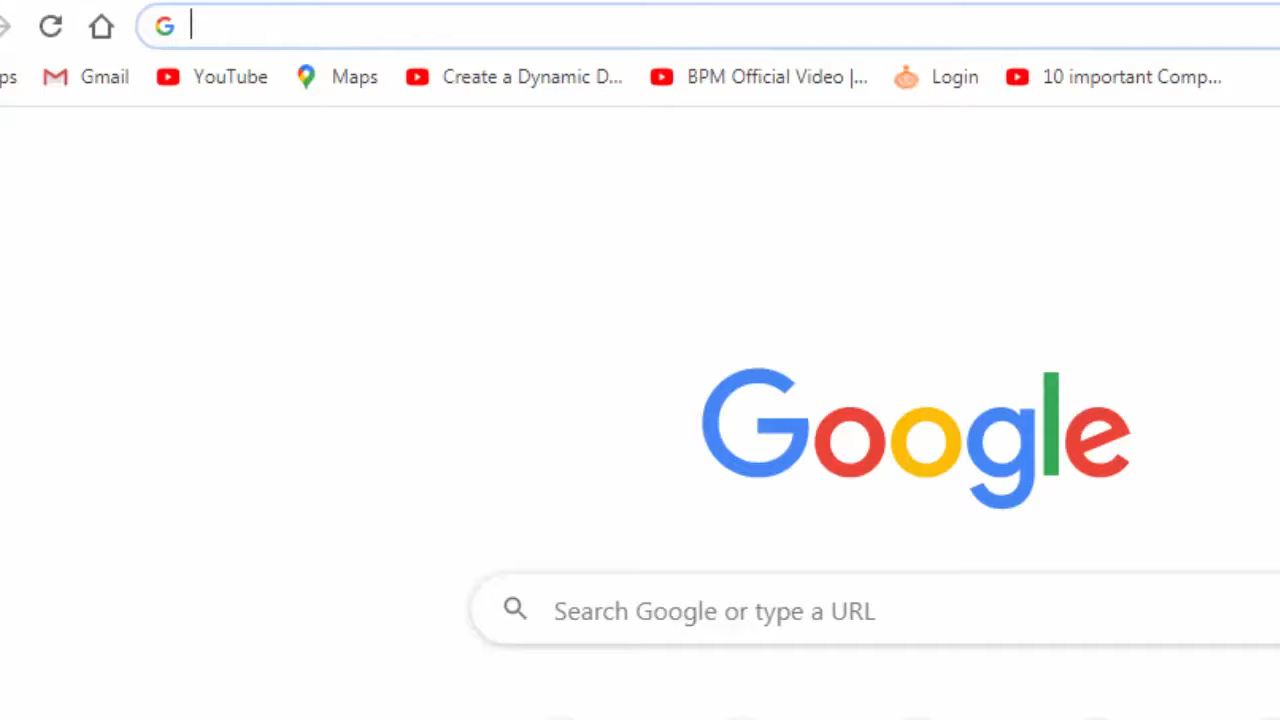 ps Gmail YouTube Maps Create a Dynamic D... BPM Official Video |... Login 10 important Comp...
Google
Search Google or type a URL